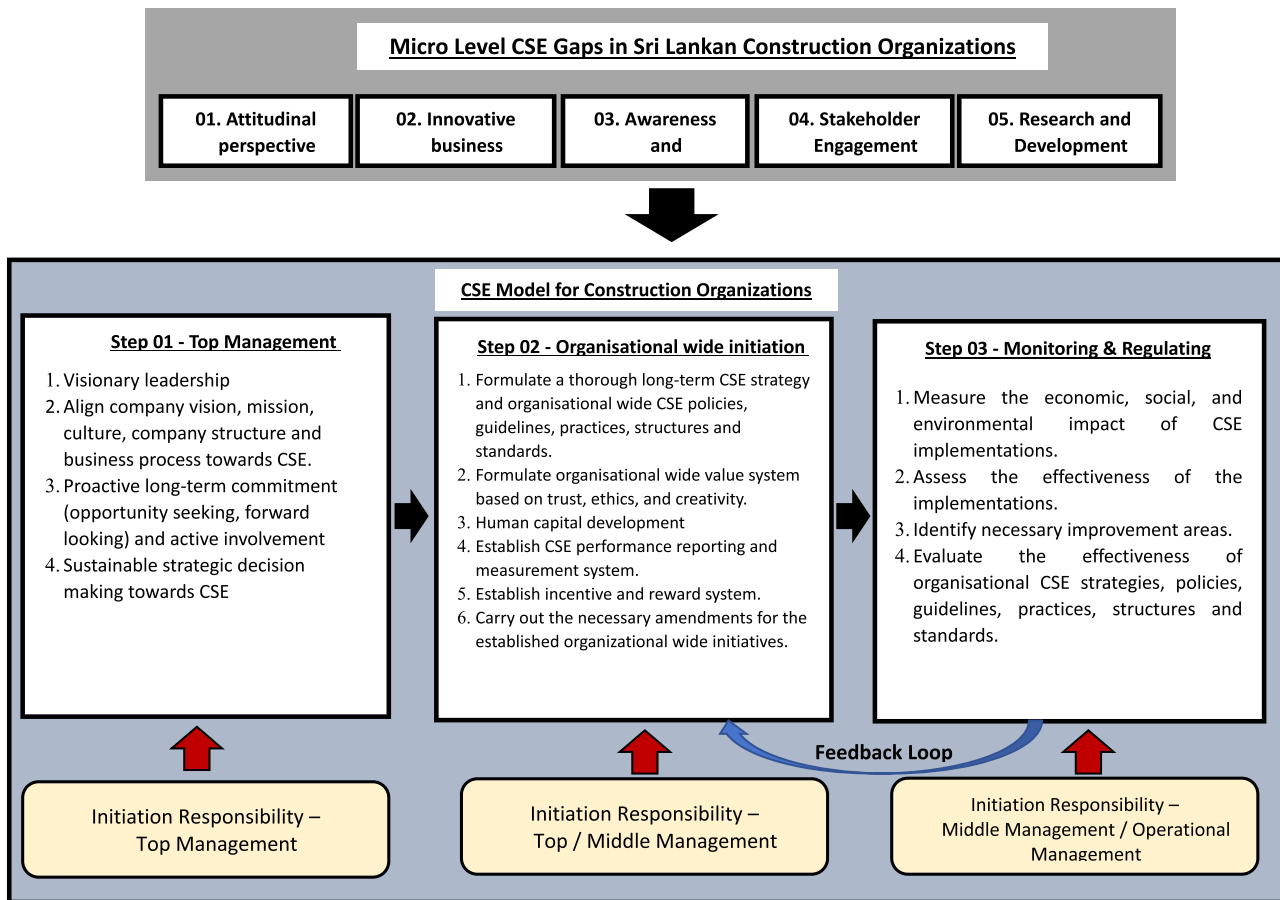 Micro Level CSE Gaps in Sri Lankan Construction Organizations
01. Attitudinal
perspective
02. Innovative
business
03. Awareness
and
04. Stakeholder
Engagement
05. Research and
Development
CSE Model for Construction Organizations
Step 01 - Top Management
1. Visionary leadership
2. Align company vision, mission,
culture, company structure and
business process towards CSE.
3. Proactive long-term commitment
(opportunity seeking, forward
looking) and active involvement
4. Sustainable strategic decision
making towards CSE
Step 02 - Organisational wide initiation
1. Formulate a thorough long-term CSE strategy
and organisational wide CSE policies,
guidelines, practices, structures and
standards.
2. Formulate organisational wide value system
based on trust, ethics, and creativity.
3. Human capital development
4. Establish CSE performance reporting and
measurement system.
5. Establish incentive and reward system.
6. Carry out the necessary amendments for the
established organizational wide initiatives.
Step 03 - Monitoring & Regulating
1. Measure the economic, social, and
environmental impact of CSE
implementations.
2. Assess the effectiveness of the
implementations.
3. Identify necessary improvement areas.
4. Evaluate the effectiveness of
organisational CSE strategies, policies,
guidelines, practices, structures and
standards.
Feedback Loop
Initiation Responsibility –
Top Management
Initiation Responsibility –
Top / Middle Management
Initiation Responsibility –
Middle Management / Operational
Management